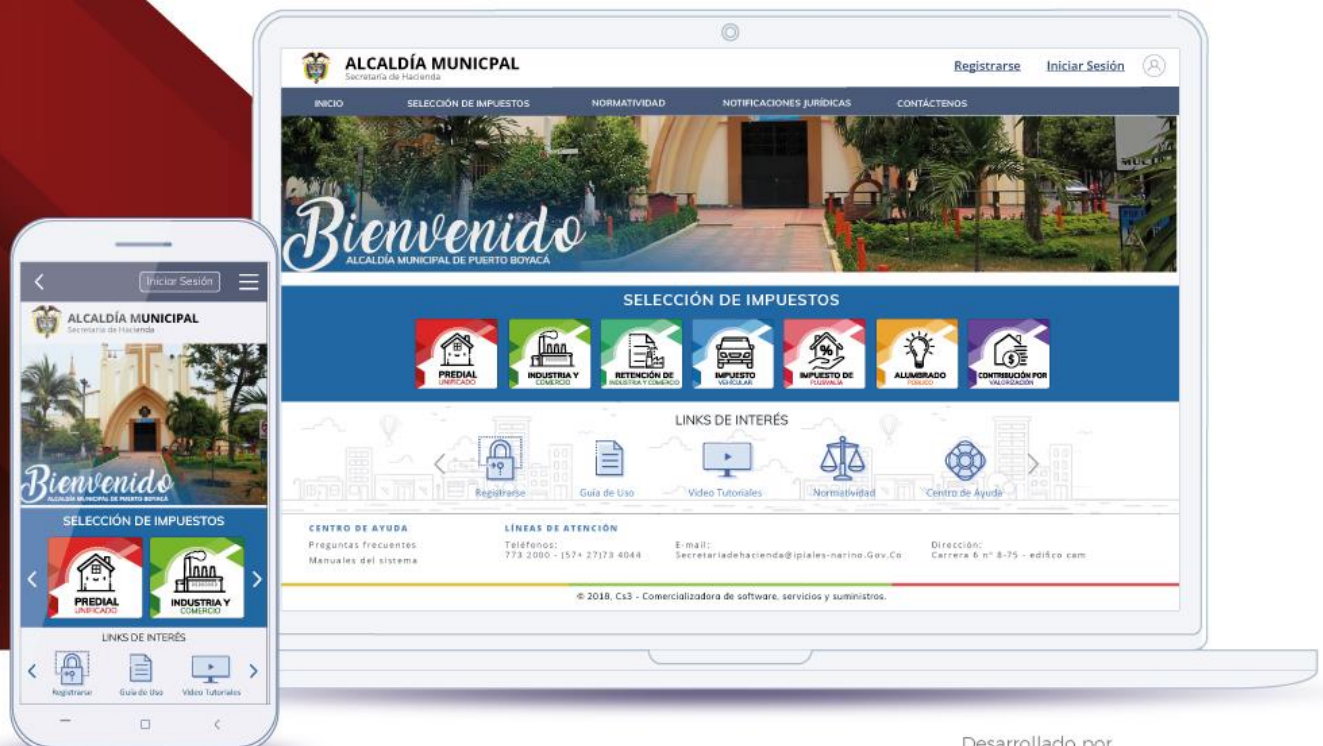 ALCALDÍA MUNICPAL
Secretaría de Hacienda
Registrarse
Iniciar Sesión
INICIO
SELECCIÓN DE IMPUESTOS
NORMATIVIDAD
NOTIFICACIONES JURÍDICAS
CONTÁCTENOS
Bienvenido
ALCALDÍA MUNICIPAL DE PUERTO BOYACÁ
SELECCIÓN DE IMPUESTOS
PREDIAL
UNIFICADO
INDUSTRIA Y
COMERCIO
RETENCIÓN DE
INDUSTRIA Y COMERCIO
IMPUESTO
VEHÍCULAR
IMPUESTO DE
PLUSVALÍA
ALUMBRADO
PÚBLICO
CONTRIBUCIÓN POR
VALORIZACIÓN
LINKS DE INTERÉS
Registrarse
Guía de Uso
Video Tutoriales
Normatividad
Centro de Ayuda
CENTRO DE AYUDA
Preguntas frecuentes
Manuales del sistema
LÍNEAS DE ATENCIÓN
Teléfonos:
773 2000 - (57+ 27)73 4044
E-mail:
Secretariadehacienda@ipiales-narino.Gov.Co
Dirección:
Carrera 6 n° 8-75 - edifico cam
© 2018, Cs3 - Comercializadora de software, servicios y suministros.
Iniciar Sesión
ALCALDÍA MUNICIPAL
Secretaría de Hacienda
Bienvenido
ALCALDÍA MUNICIPAL DE PUERTO BOYACÁ
SELECCIÓN DE IMPUESTOS
PREDIAL
UNIFICADO
INDUSTRIA Y
COMERCIO
LINKS DE INTERÉS
Registrarse
Guía de Uso
Video Tutoriales
Desarrollado por